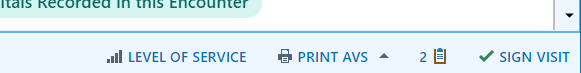 itals Recorded in this Encounter
LEVEL OF SERVICE PRINT AVS 2 SIGN VISIT